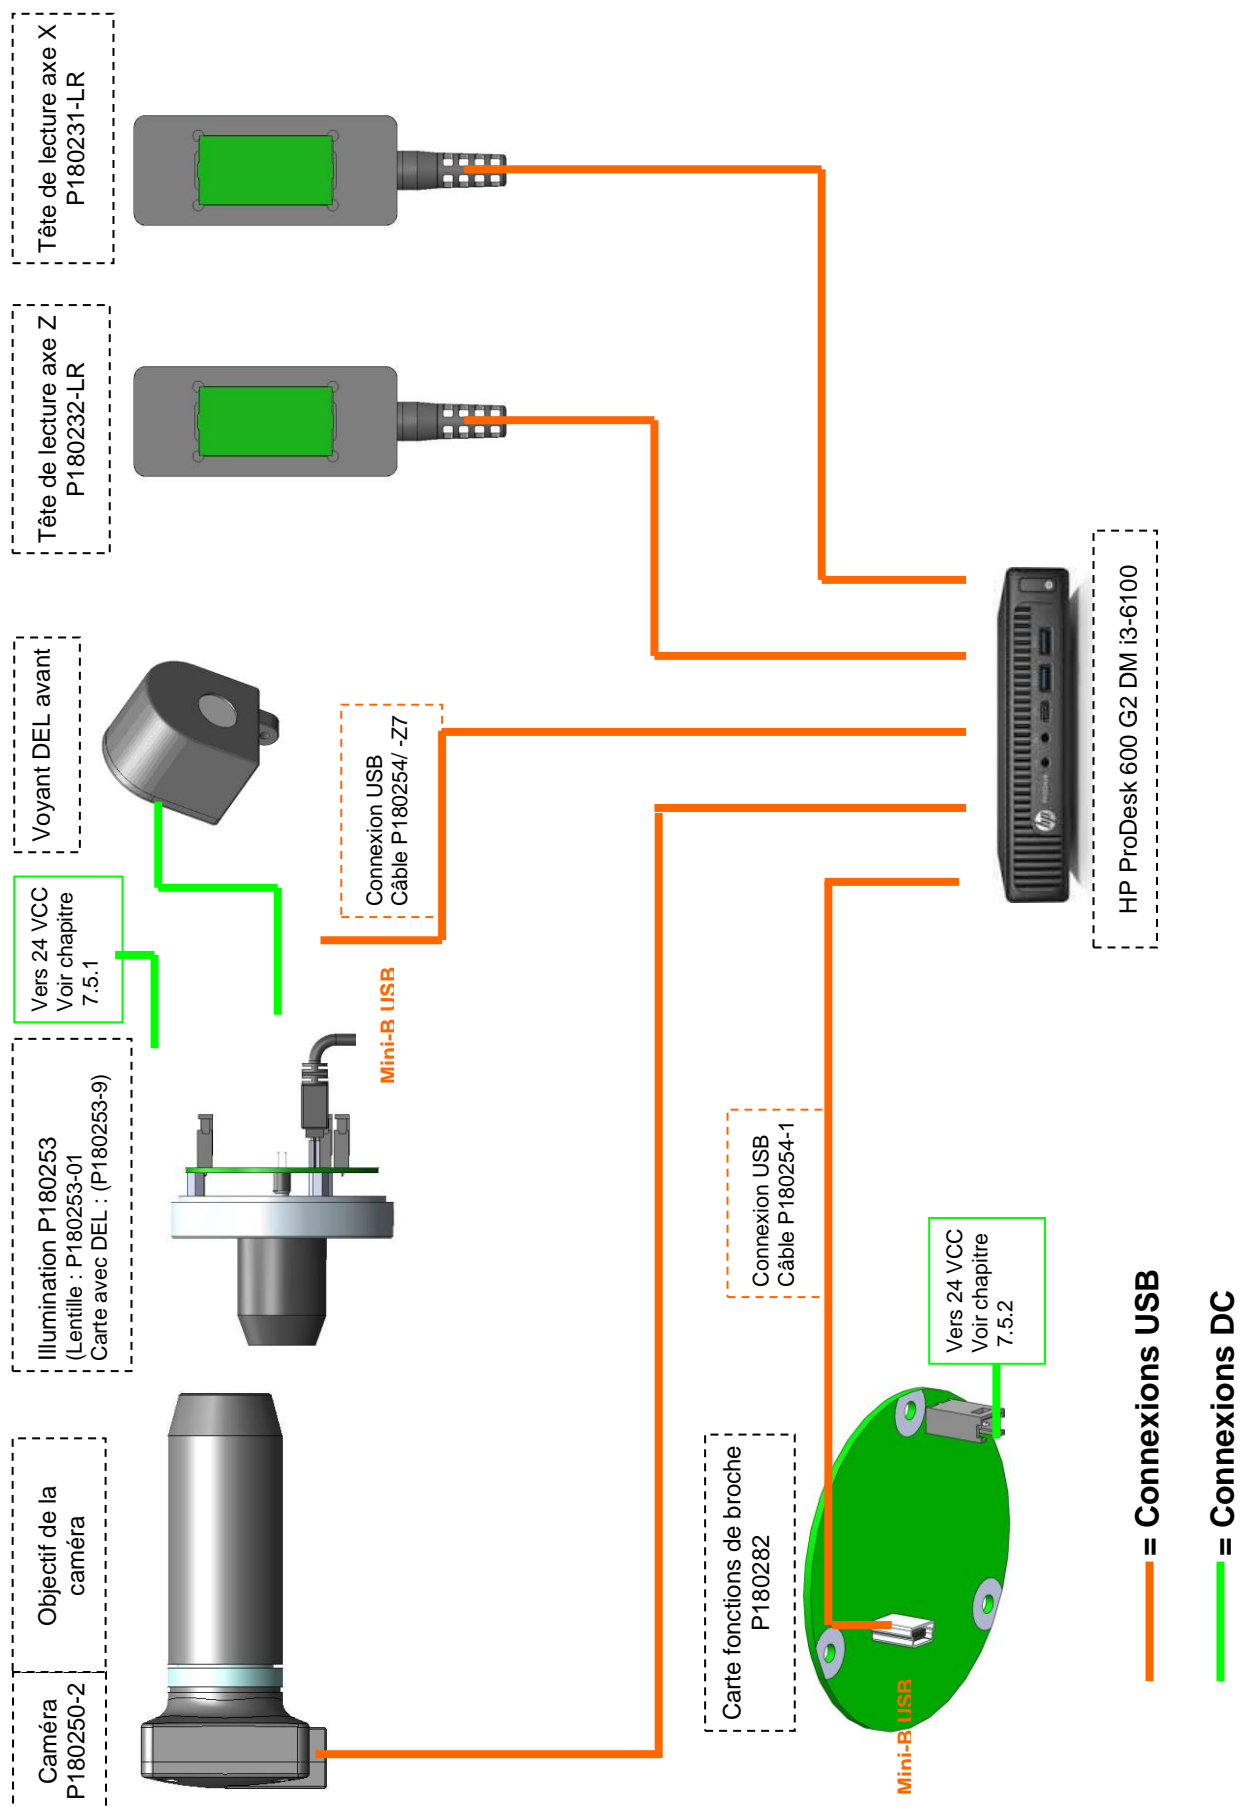 Caméra
P180250-2
Objectif de la
caméra
Illumination P180253
(Lentille : P180253-01
Carte avec DEL : (P180253-9)
Vers 24 VCC
Voir chapitre
7.5.1
Voyant DEL avant
Tête de lecture axe Z
P180232-LR
Tête de lecture axe X
P180231-LR
Mini-B USB
Connexion USB
Câble P180254/ -Z7
Carte fonctions de broche
P180282
Connexion USB
Câble P180254-1
Mini-B USB
Vers 24 VCC
Voir chapitre
7.5.2
hp ProDesk
HP ProDesk 600 G2 DM i3-6100
= Connexions USB
= Connexions DC